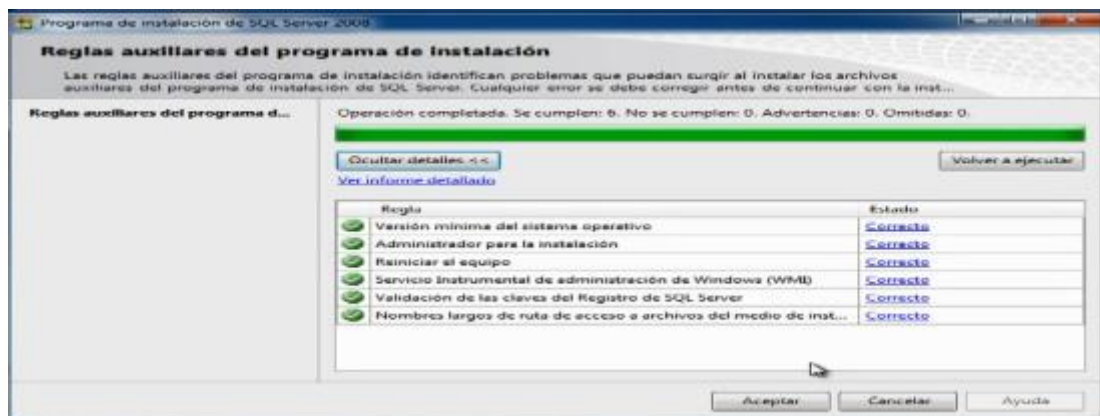 Programa de instalación de SQL Server 2008
Reglas auxiliares del programa de instalación
Las reglas auxiliares del programa de instalación identifican problemas que puedan surgir al instalar los archivos
auxiliares del programa de instalación de SQL Server. Cualquier error se debe corregir antes de continuar con la inst...
Reglas auxiliares del programa d...
Operación completada. Se cumplen: 6. No se cumplen: 0. Advertencias: 0. Omitidas: 0.
Ocultar detalles <<
Volver a ejecutar
Ver informe detallado
Regla Estado
Versión mínima del sistema operativo Correcto
Administrador para la instalación Correcto
Reiniciar el equipo Correcto
Servicio Instrumental de administración de Windows (WMI) Correcto
Validación de las claves del Registro de SQL Server Correcto
Nombres largos de ruta de acceso a archivos del medio de inst... Correcto
Aceptar Cancelar Ayuda